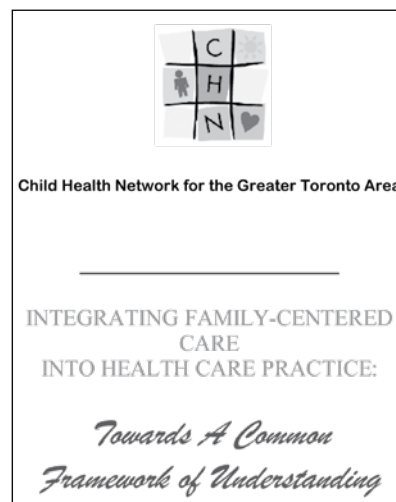 C
H
N
Child Health Network for the Greater Toronto Area
INTEGRATING FAMILY-CENTERED
CARE
INTO HEALTH CARE PRACTICE:
Towards A Common
Framework of Understanding